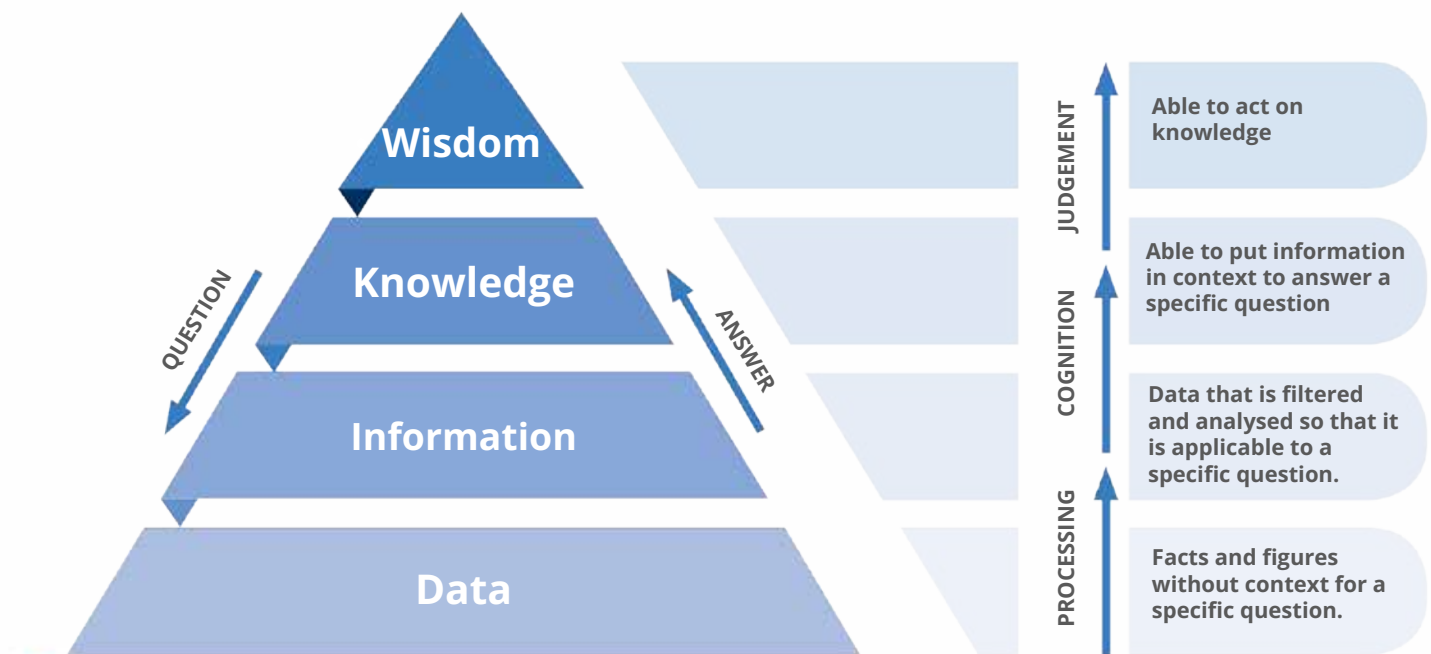 Wisdom
Knowledge
Information
Data
QUESTION
ANSWER
JUDGEMENT
COGNITION
PROCESSING
Able to act on
knowledge
Able to put information
in context to answer a
specific question
Data that is filtered
and analysed so that it
is applicable to a
specific question.
Facts and figures
without context for a
specific question.